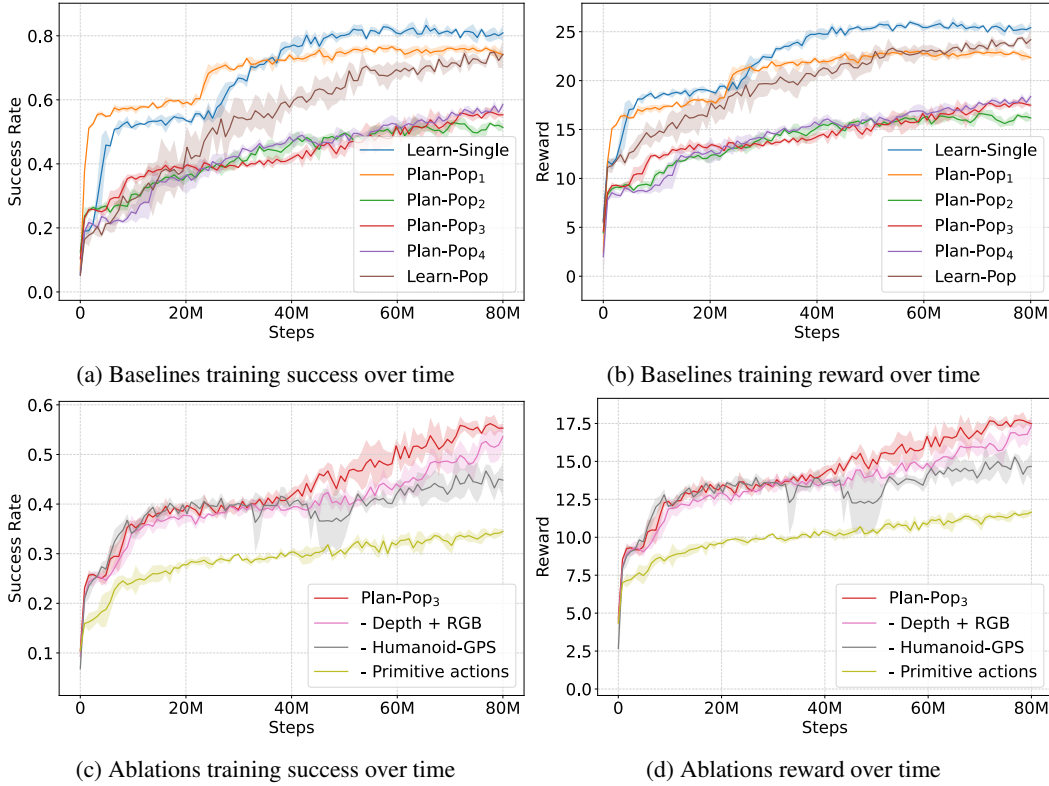 Success Rate
0.8
0.6
0.4
0.2
0.0
Learn-Single
Plan-Pop₁
Plan-Pop₂
Plan-Pop₃
Plan-Pop₄
Learn-Pop
0 20M 40M 60M 80M
Steps
(a) Baselines training success over time
Reward
25
20
15
10
5
0
Learn-Single
Plan-Pop₁
Plan-Pop₂
Plan-Pop₃
Plan-Pop₄
Learn-Pop
0 20M 40M 60M 80M
Steps
(b) Baselines training reward over time
Success Rate
0.6
0.5
0.4
0.3
0.2
0.1
Plan-Pop₃
- Depth + RGB
- Humanoid-GPS
- Primitive actions
0 20M 40M 60M 80M
Steps
(c) Ablations training success over time
Reward
17.5
15.0
12.5
10.0
7.5
5.0
2.5
0.0
Plan-Pop₃
- Depth + RGB
- Humanoid-GPS
- Primitive actions
0 20M 40M 60M 80M
Steps
(d) Ablations reward over time